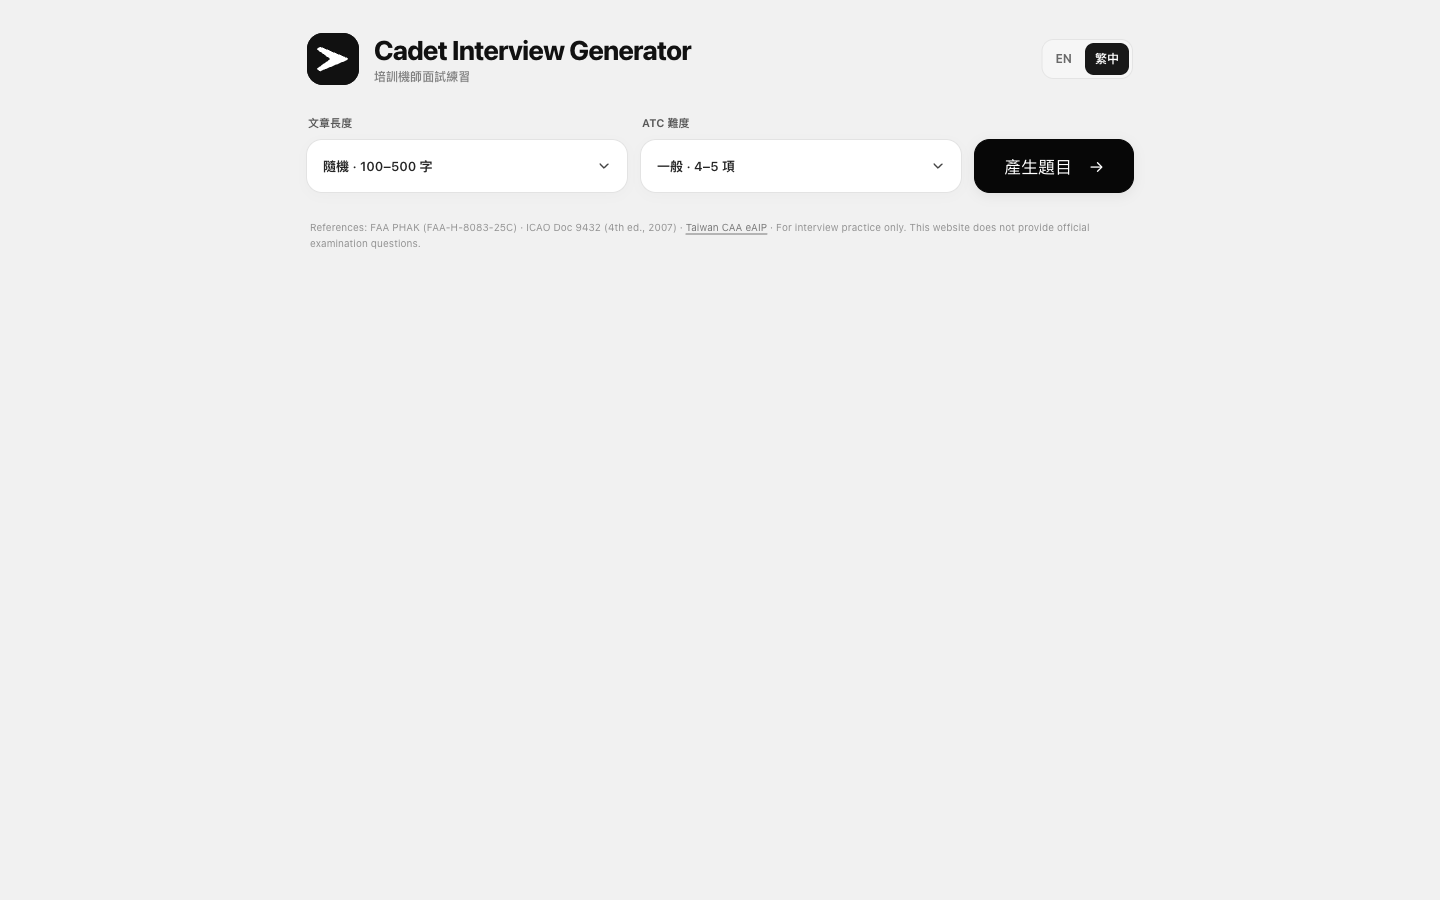 Cadet Interview Generator
培訓機師面試練習
EN
繁中
文章長度
ATC 難度
隨機 · 100–500 字
一般 · 4–5 項
產生題目
References: FAA PHAK (FAA-H-8083-25C) · ICAO Doc 9432 (4th ed., 2007) · Taiwan CAA eAIP · For interview practice only. This website does not provide official
examination questions.